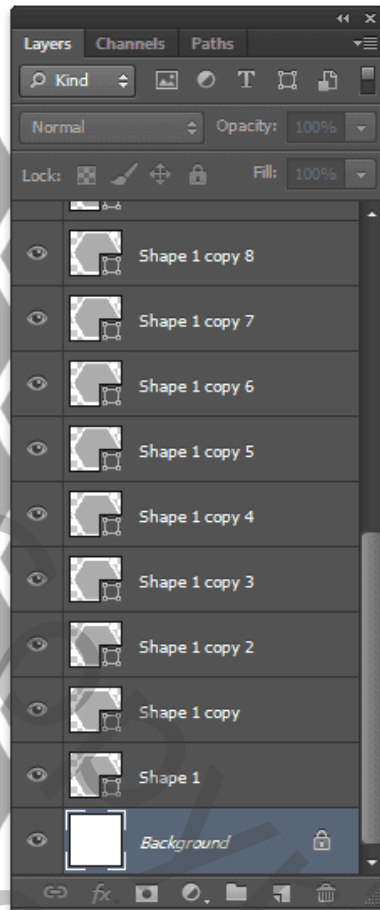 Layers Channels Paths
Kind
Normal Opacity: 100%
Lock: Fill: 100%
Shape 1 copy 8
Shape 1 copy 7
Shape 1 copy 6
Shape 1 copy 5
Shape 1 copy 4
Shape 1 copy 3
Shape 1 copy 2
Shape 1 copy
Shape 1
Background
fx